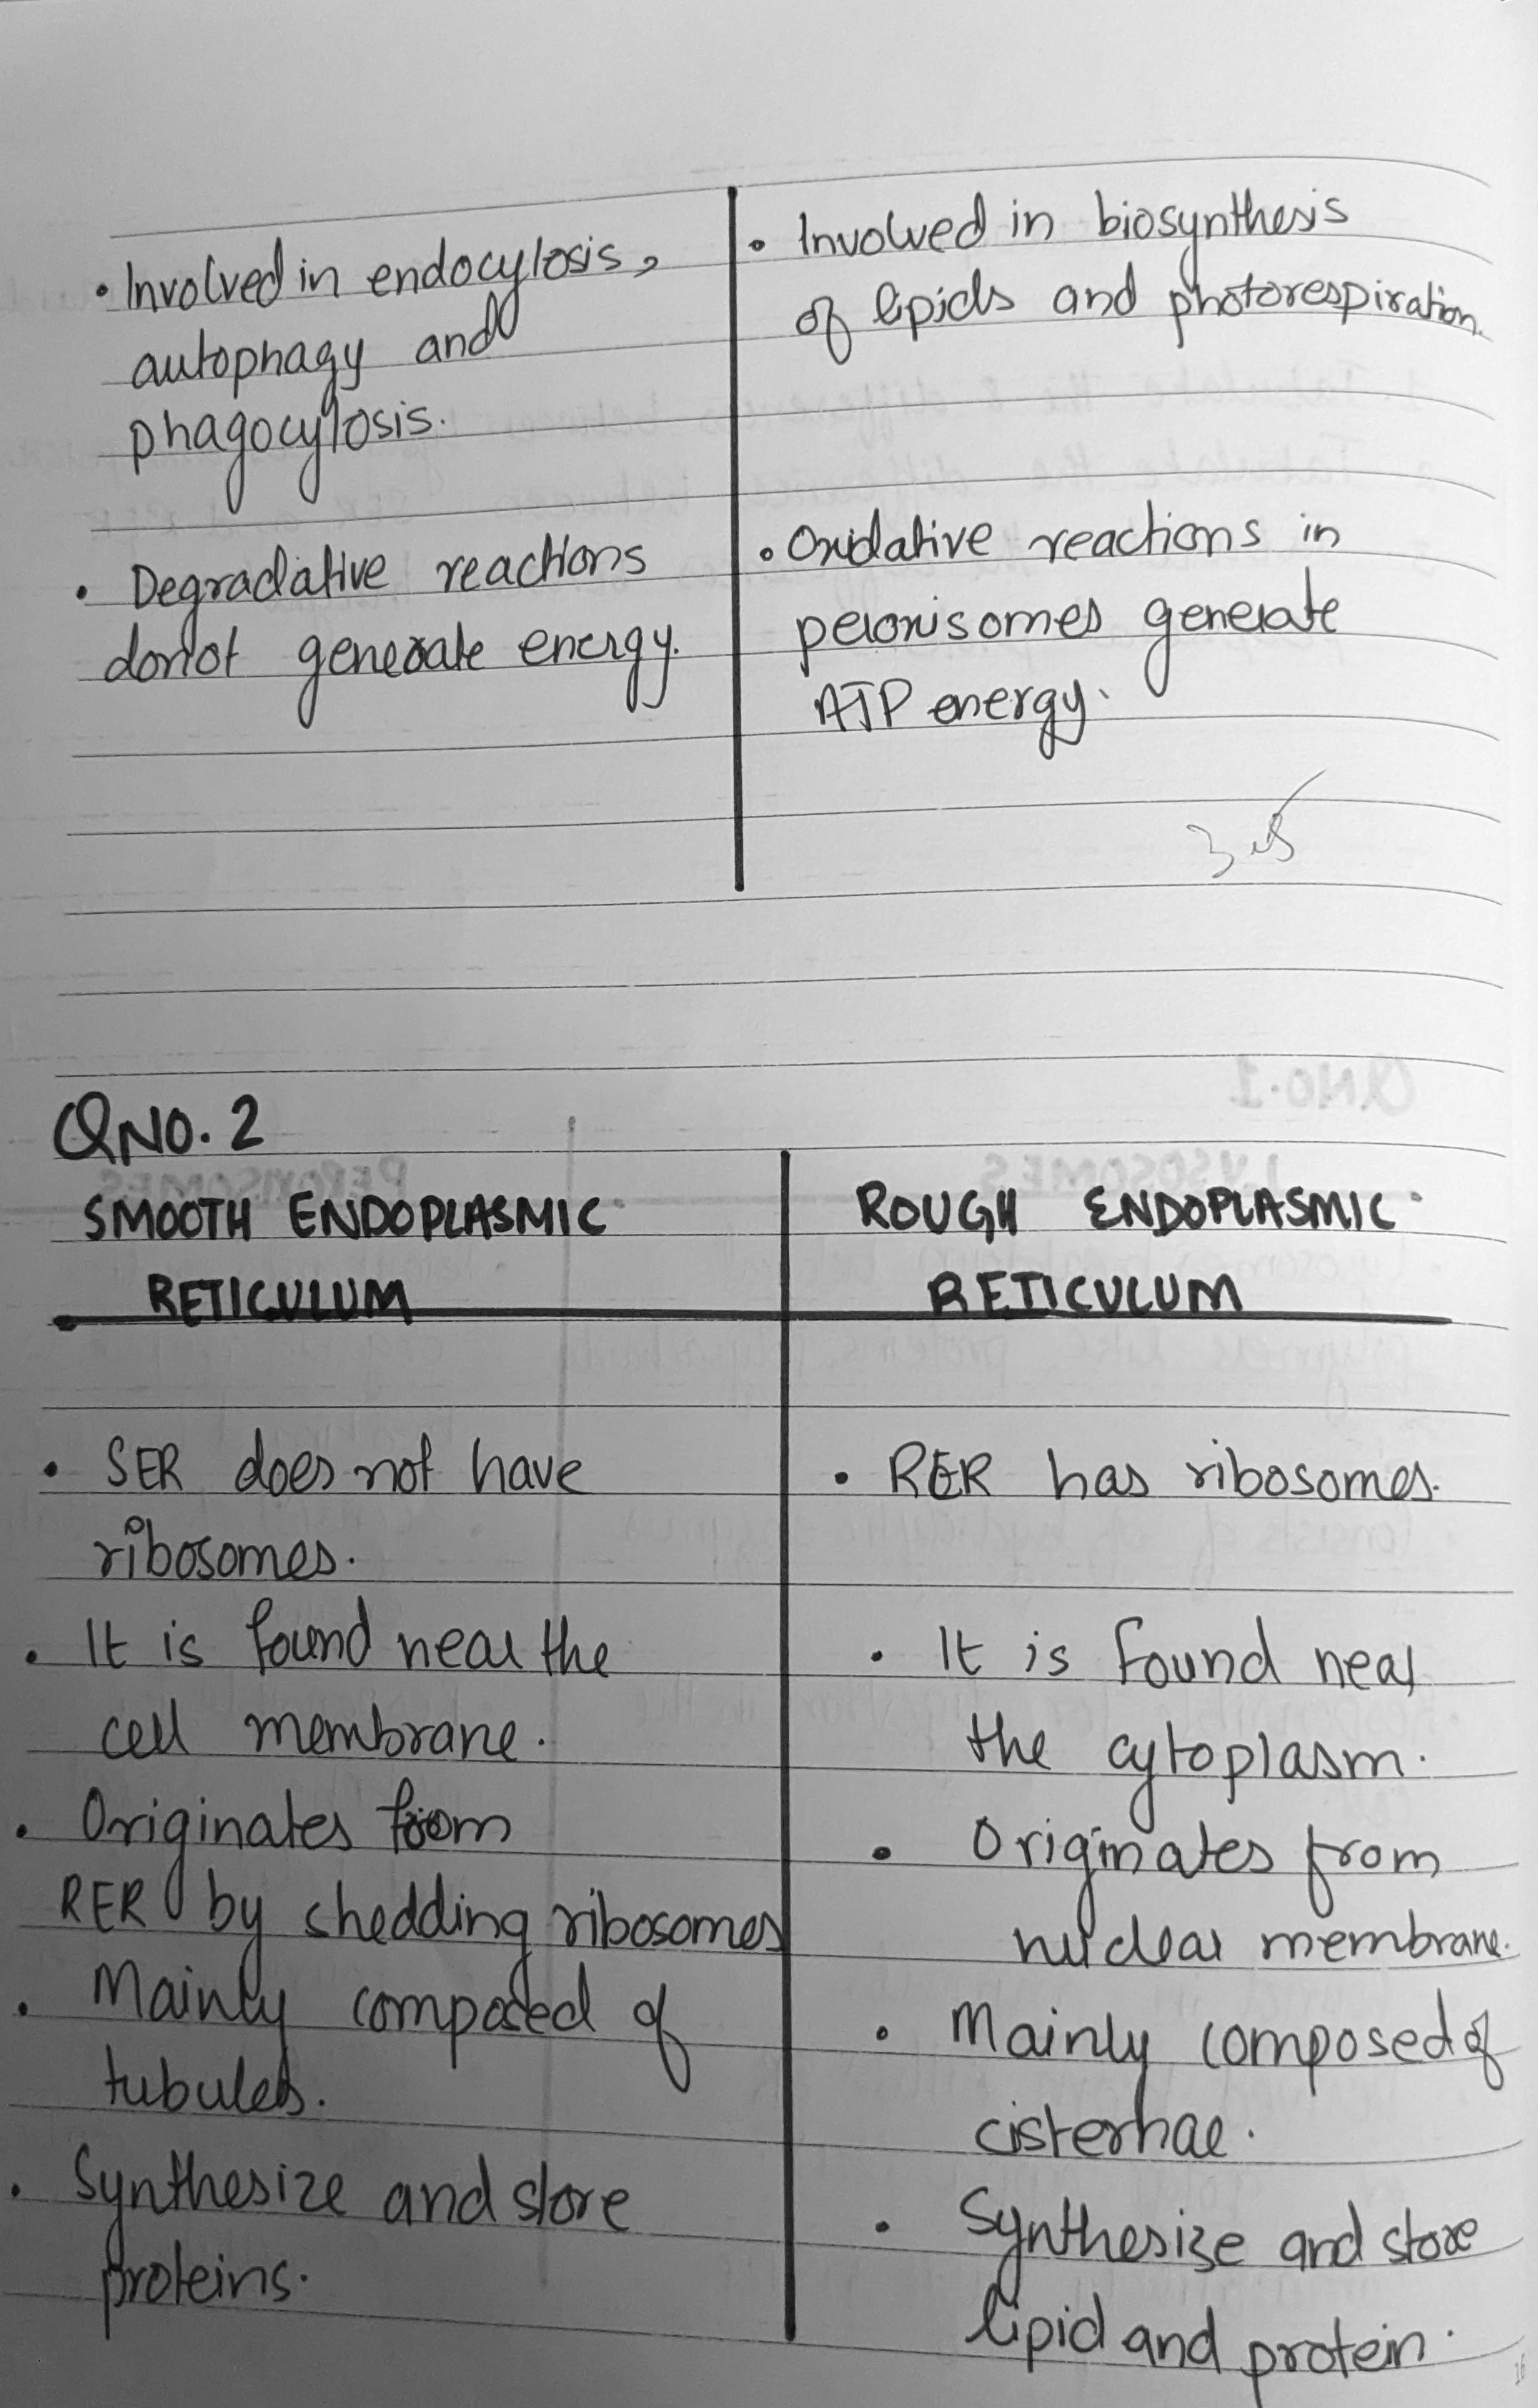 • Involved in endocylosis,
autophagy and
phagocylosis.
• Degradative reactions
donot generate energy.
• Involved in biosynthesis
of lipids and photorespiration.
• Oxidative reactions in
peroxisomes generate
ATP energy.
QNO. 2
SMOOTH ENDOPLASMIC
RETICULUM
• SER does not have
ribosomes.
• It is found near the
cell membrane.
• Originates from
RER by shedding ribosomes
• Mainly composed of
tubules.
• Synthesize and store
proteins.
ROUGH ENDOPLASMIC
RETICULUM
• RER has ribosomes.
• It is found near
the cytoplasm.
• Originates from
nuclear membrane.
• Mainly composed of
cisternae.
• Synthesize and store
lipid and protein.
16